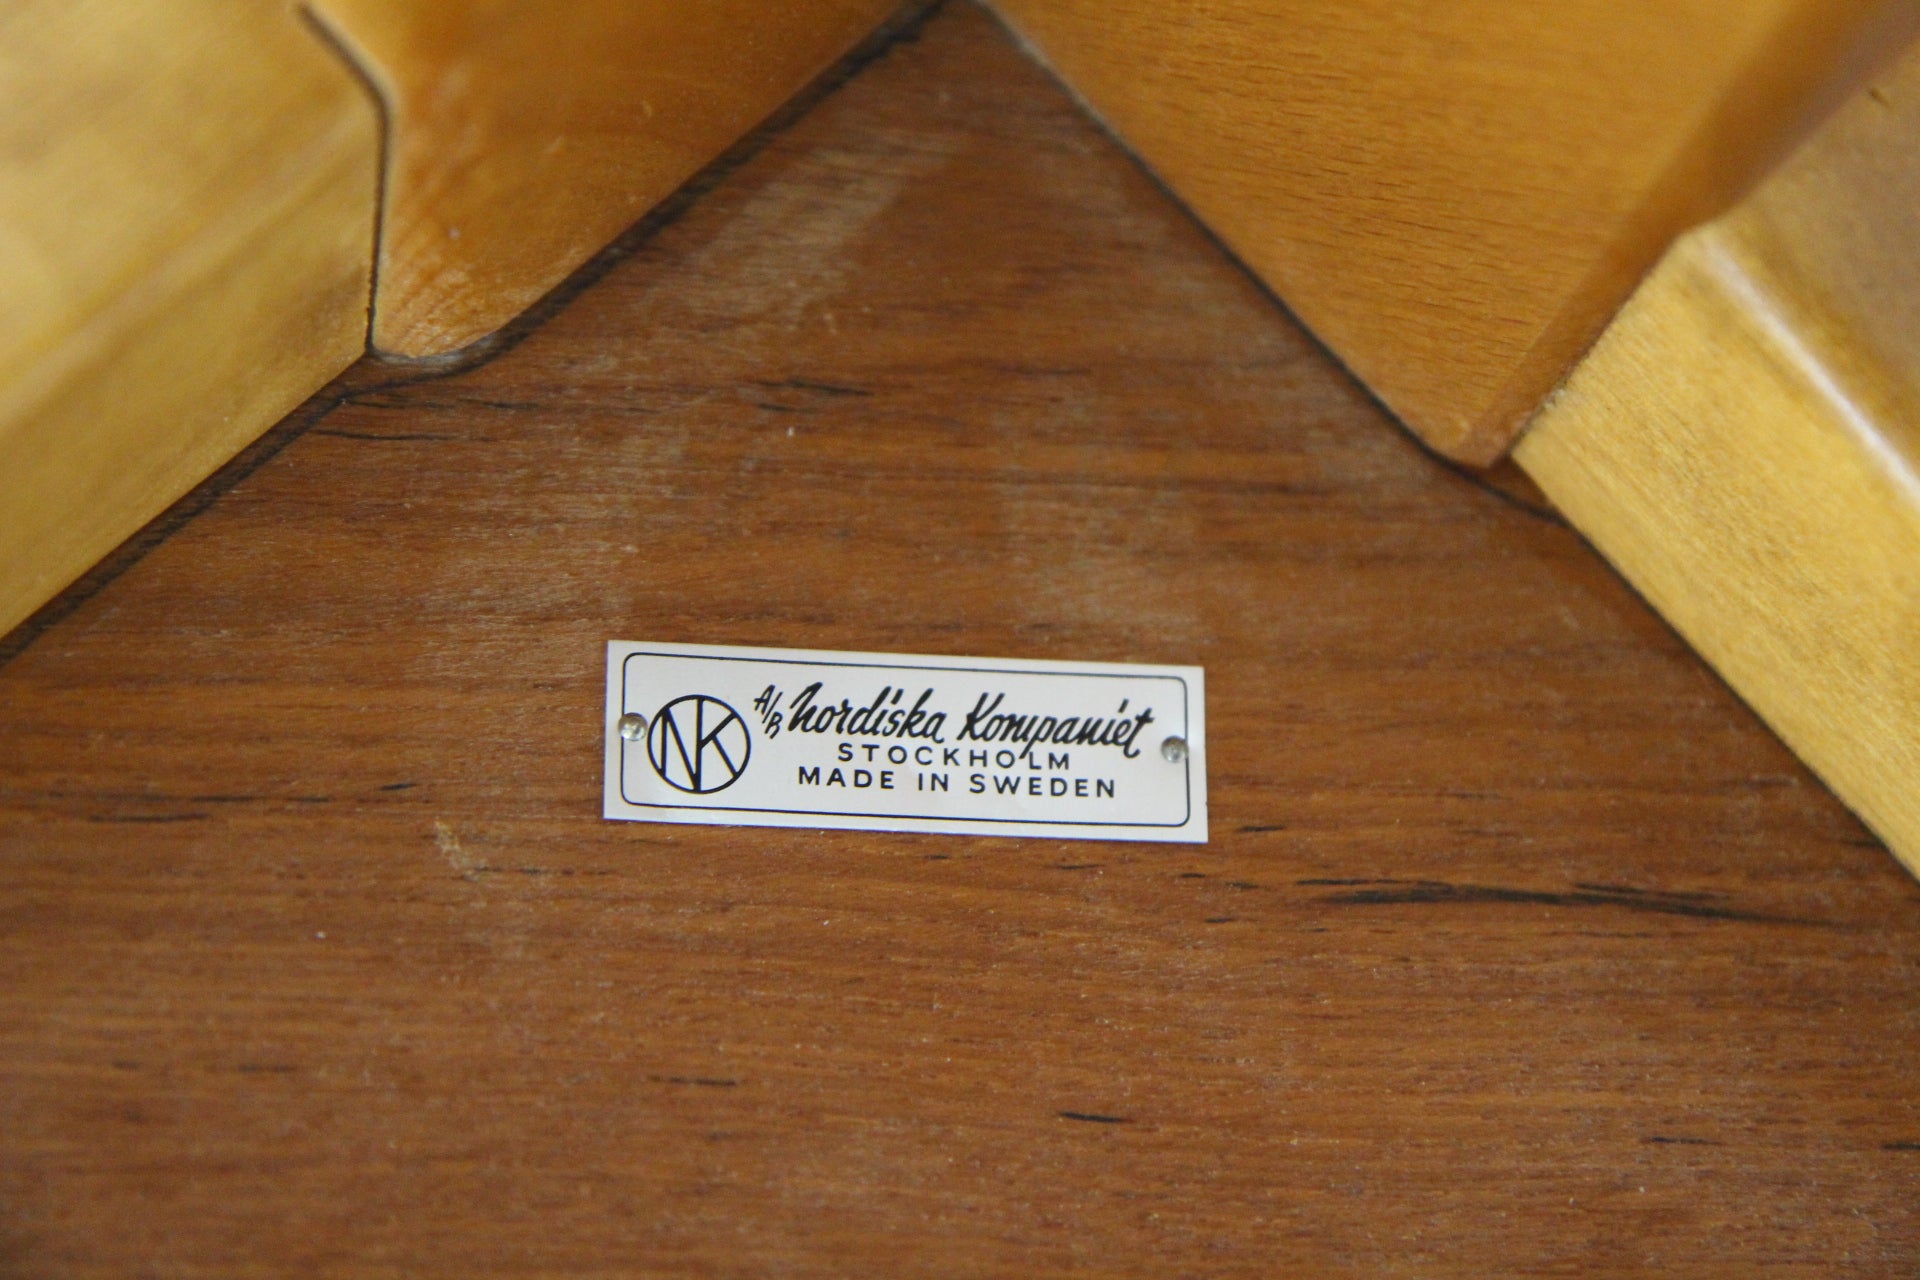 NK
A/B Nordiska Kompaniet
STOCKHOLM
MADE IN SWEDEN